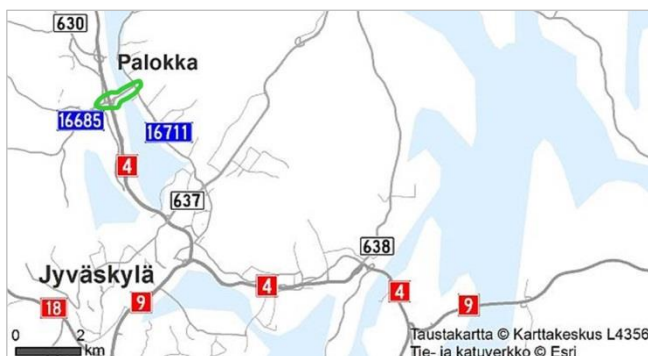 630
Palokka
16685
16711
4
637
638
Jyväskylä
4
4
18
9
9
0 2
km
Taustakartta © Karttakeskus L4356
Tie- ja katuverkko © Esri